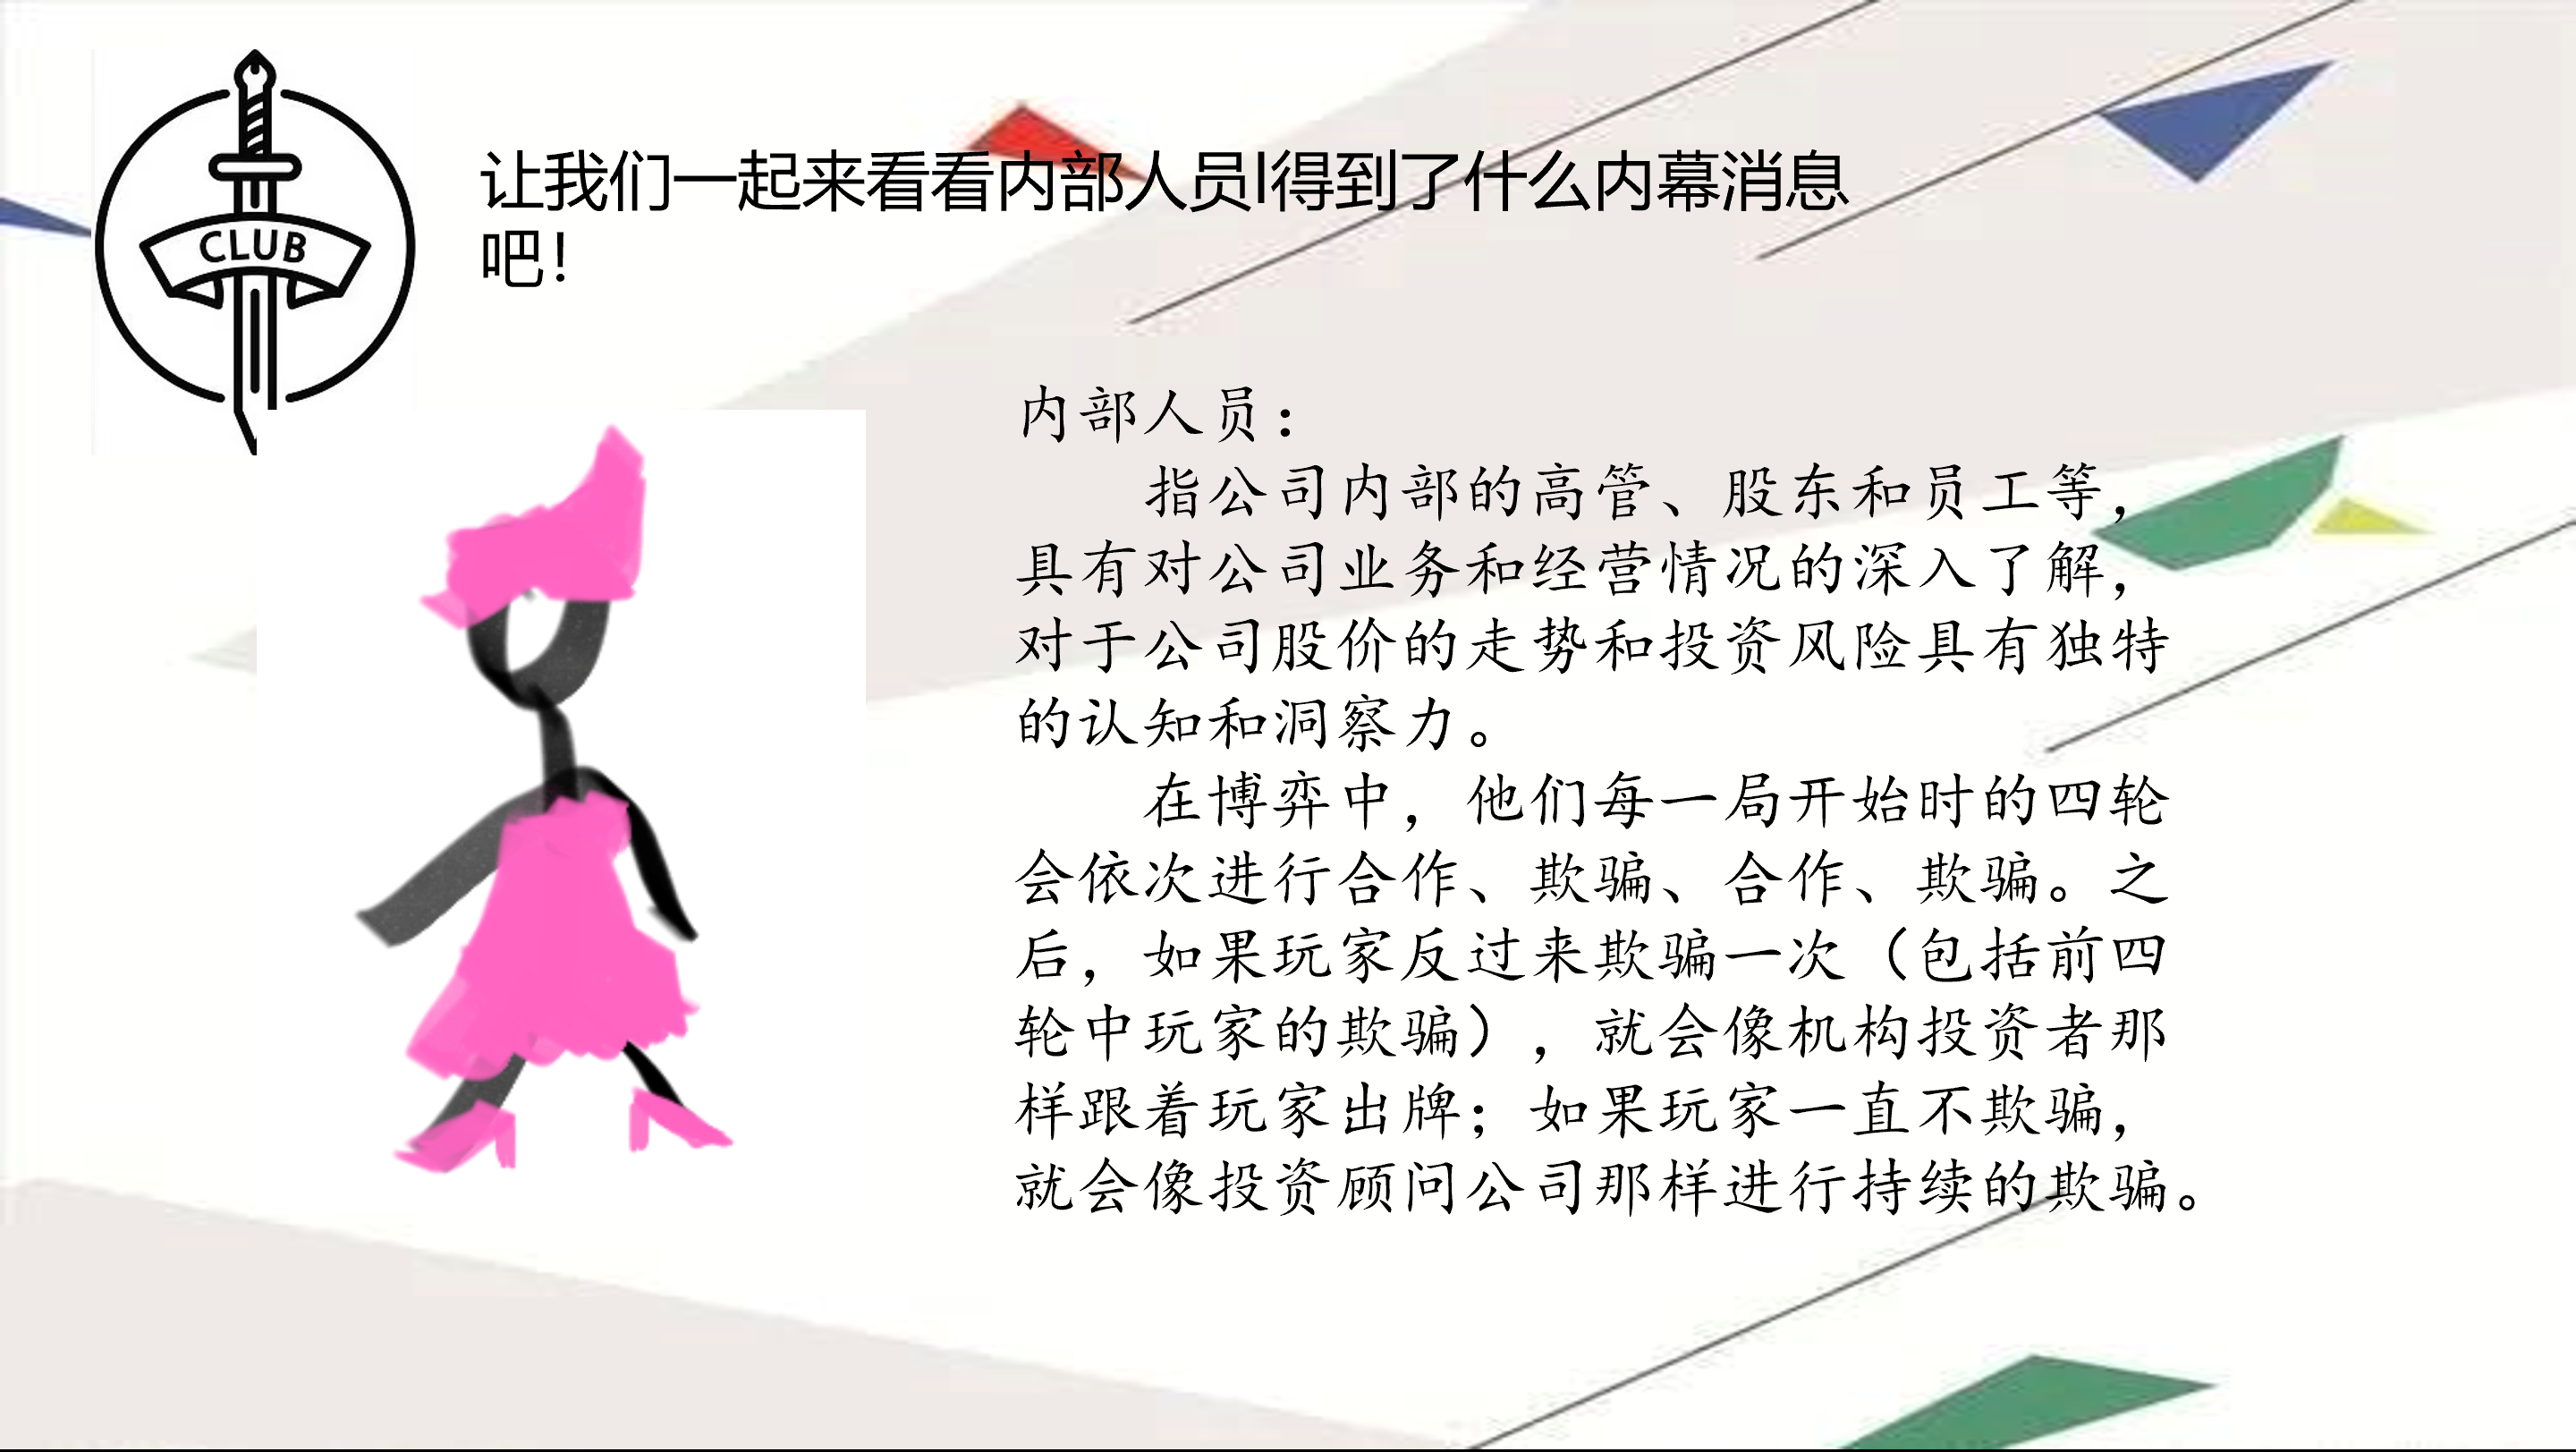 CLUB
让我们一起来看看内部人员I得到了什么内幕消息
吧！
内部人员：
指公司内部的高管、股东和员工等，
具有对公司业务和经营情况的深入了解，
对于公司股价的走势和投资风险具有独特
的认知和洞察力。
在博弈中，他们每一局开始时的四轮
会依次进行合作、欺骗、合作、欺骗。之
后，如果玩家反过来欺骗一次（包括前四
轮中玩家的欺骗），就会像机构投资者那
样跟着玩家出牌；如果玩家一直不欺骗，
就会像投资顾问公司那样进行持续的欺骗。